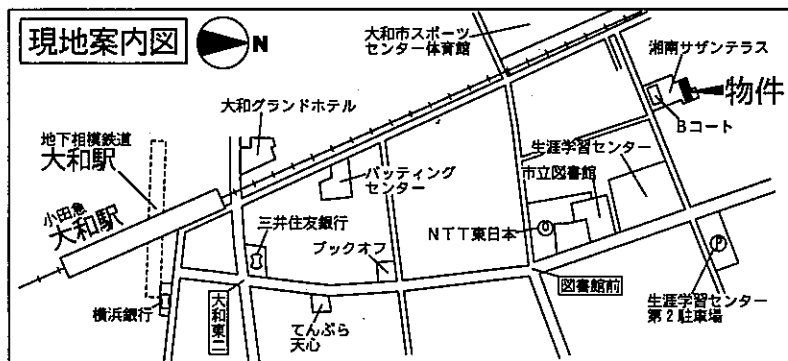 現地案内図
N
大和市スポーツ
センター体育館
湘南サザンテラス
物件
Bコート
大和グランドホテル
地下相模鉄道
大和駅
小田急
大和駅
バッティング
センター
生涯学習センター
市立図書館
三井住友銀行
NTT東日本
ブックオフ
横浜銀行
大和東二
てんぷら
天心
図書館前
P
生涯学習センター
第2駐車場